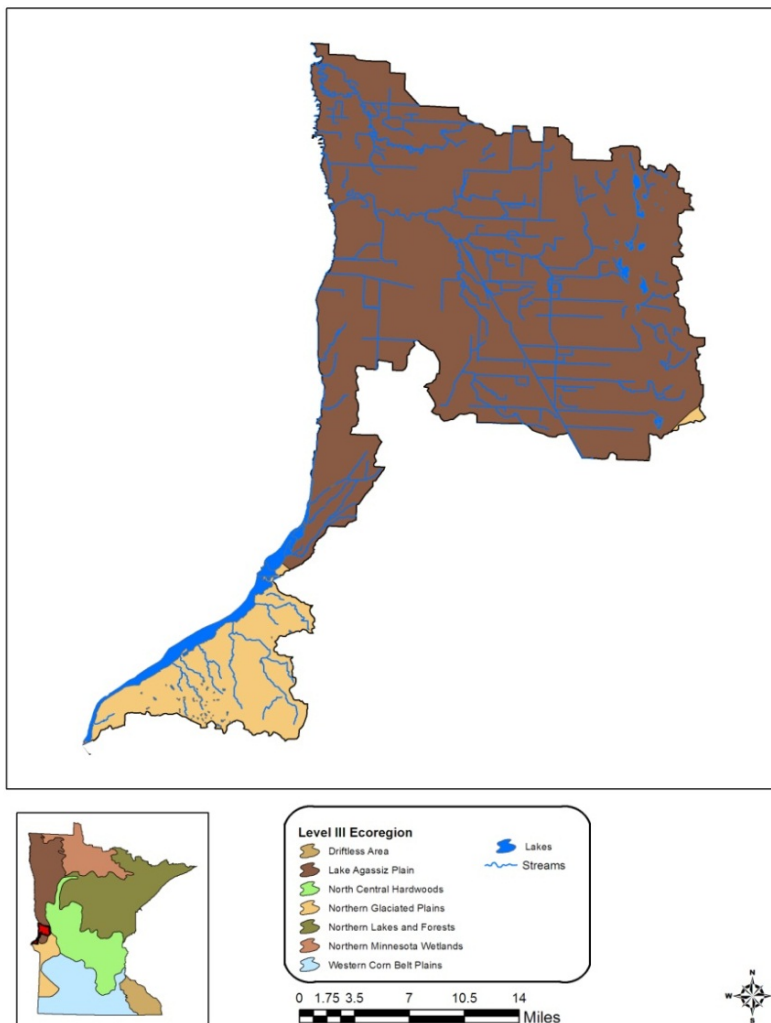 Level III Ecoregion
Driftless Area
Lake Agassiz Plain
North Central Hardwoods
Northern Glaciated Plains
Northern Lakes and Forests
Northern Minnesota Wetlands
Western Corn Belt Plains
Lakes
Streams
0 1.75 3.5 7 10.5 14
Miles
N
W E
S